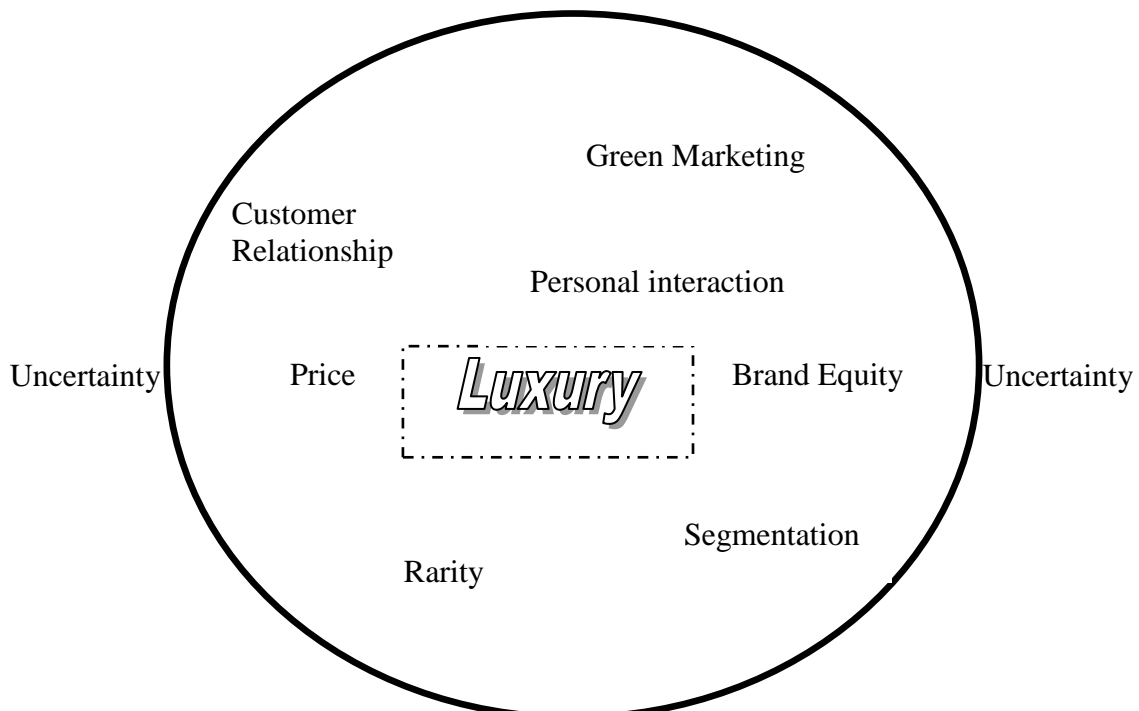 Green Marketing
Customer
Relationship
Personal interaction
Uncertainty
Price
Luxury
Brand Equity
Uncertainty
Segmentation
Rarity